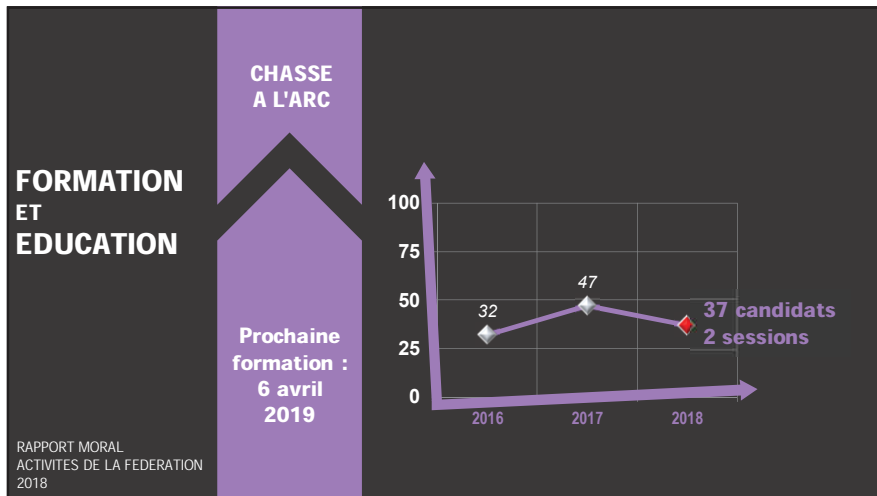 FORMATION
ET
EDUCATION
RAPPORT MORAL
ACTIVITES DE LA FEDERATION
2018
CHASSE
A L'ARC
Prochaine
formation :
6 avril
2019
100
75
50
25
0
32
47
37 candidats
2 sessions
2016
2017
2018